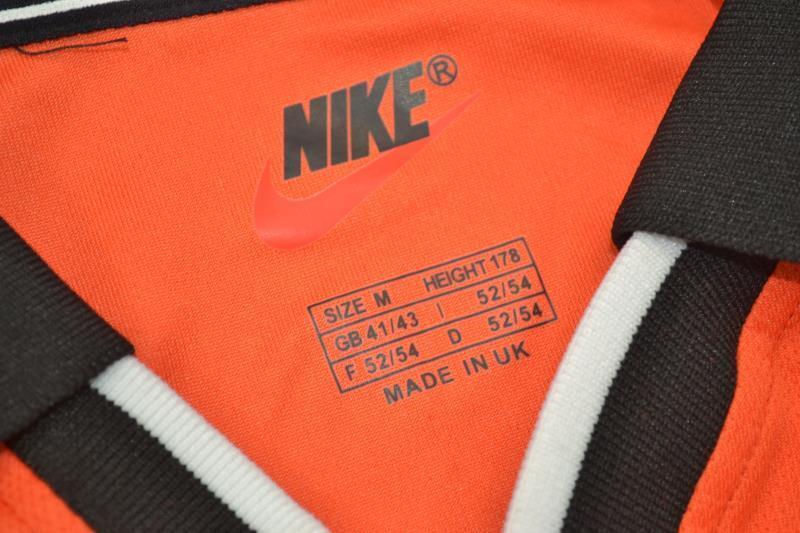 NIKE®
SIZE M HEIGHT 178
GB 41/43 I 52/54
F 52/54 D 52/54
MADE IN UK